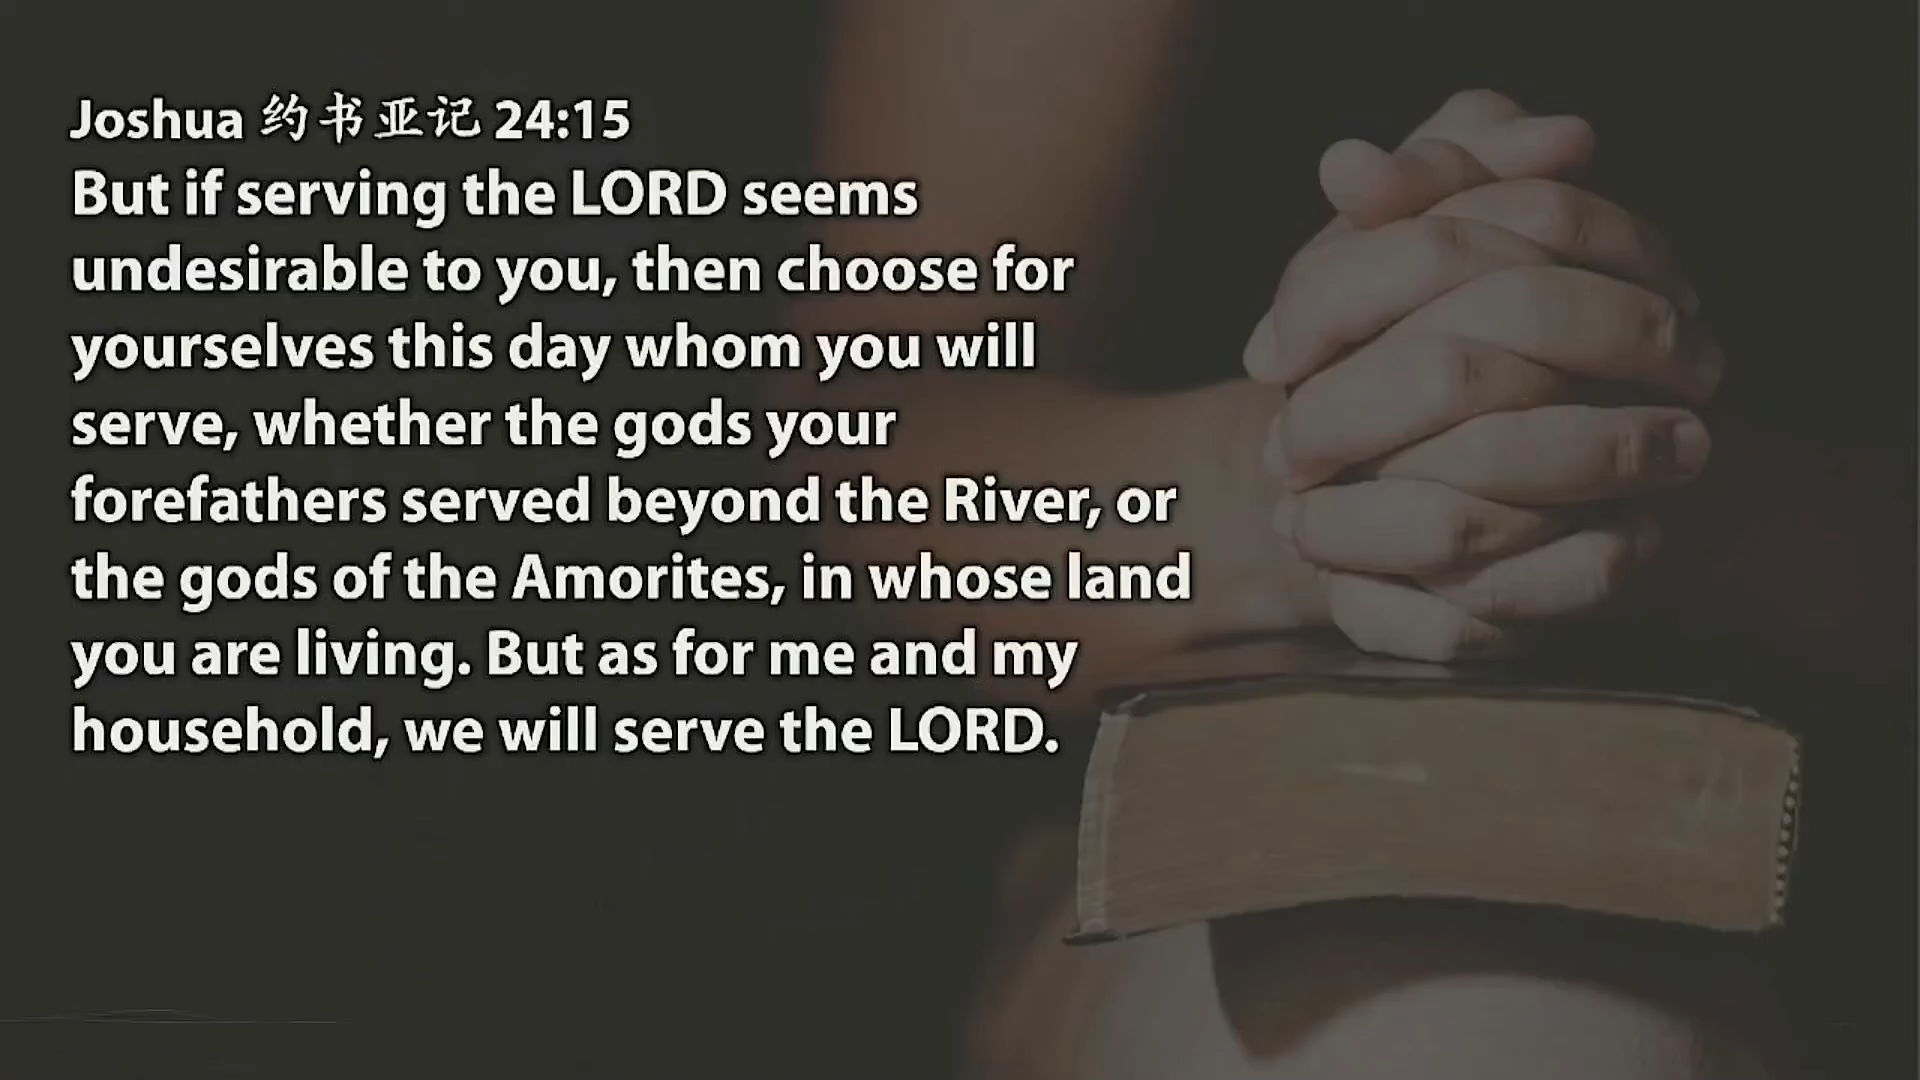 Joshua 约书亚记 24:15
But if serving the LORD seems
undesirable to you, then choose for
yourselves this day whom you will
serve, whether the gods your
forefathers served beyond the River, or
the gods of the Amorites, in whose land
you are living. But as for me and my
household, we will serve the LORD.